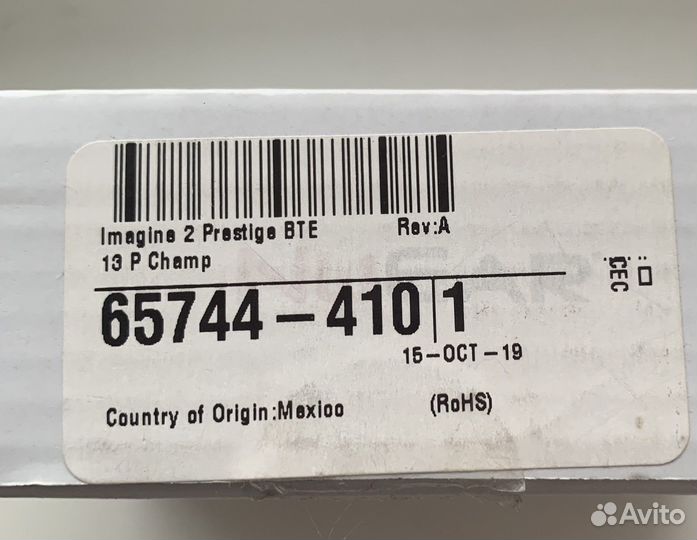 Imagine 2 Prestige BTE Rev:A
13 P Champ
65744-410 1
15-OCT-19
Country of Origin:Mexico (RoHS)
CEC
Avito